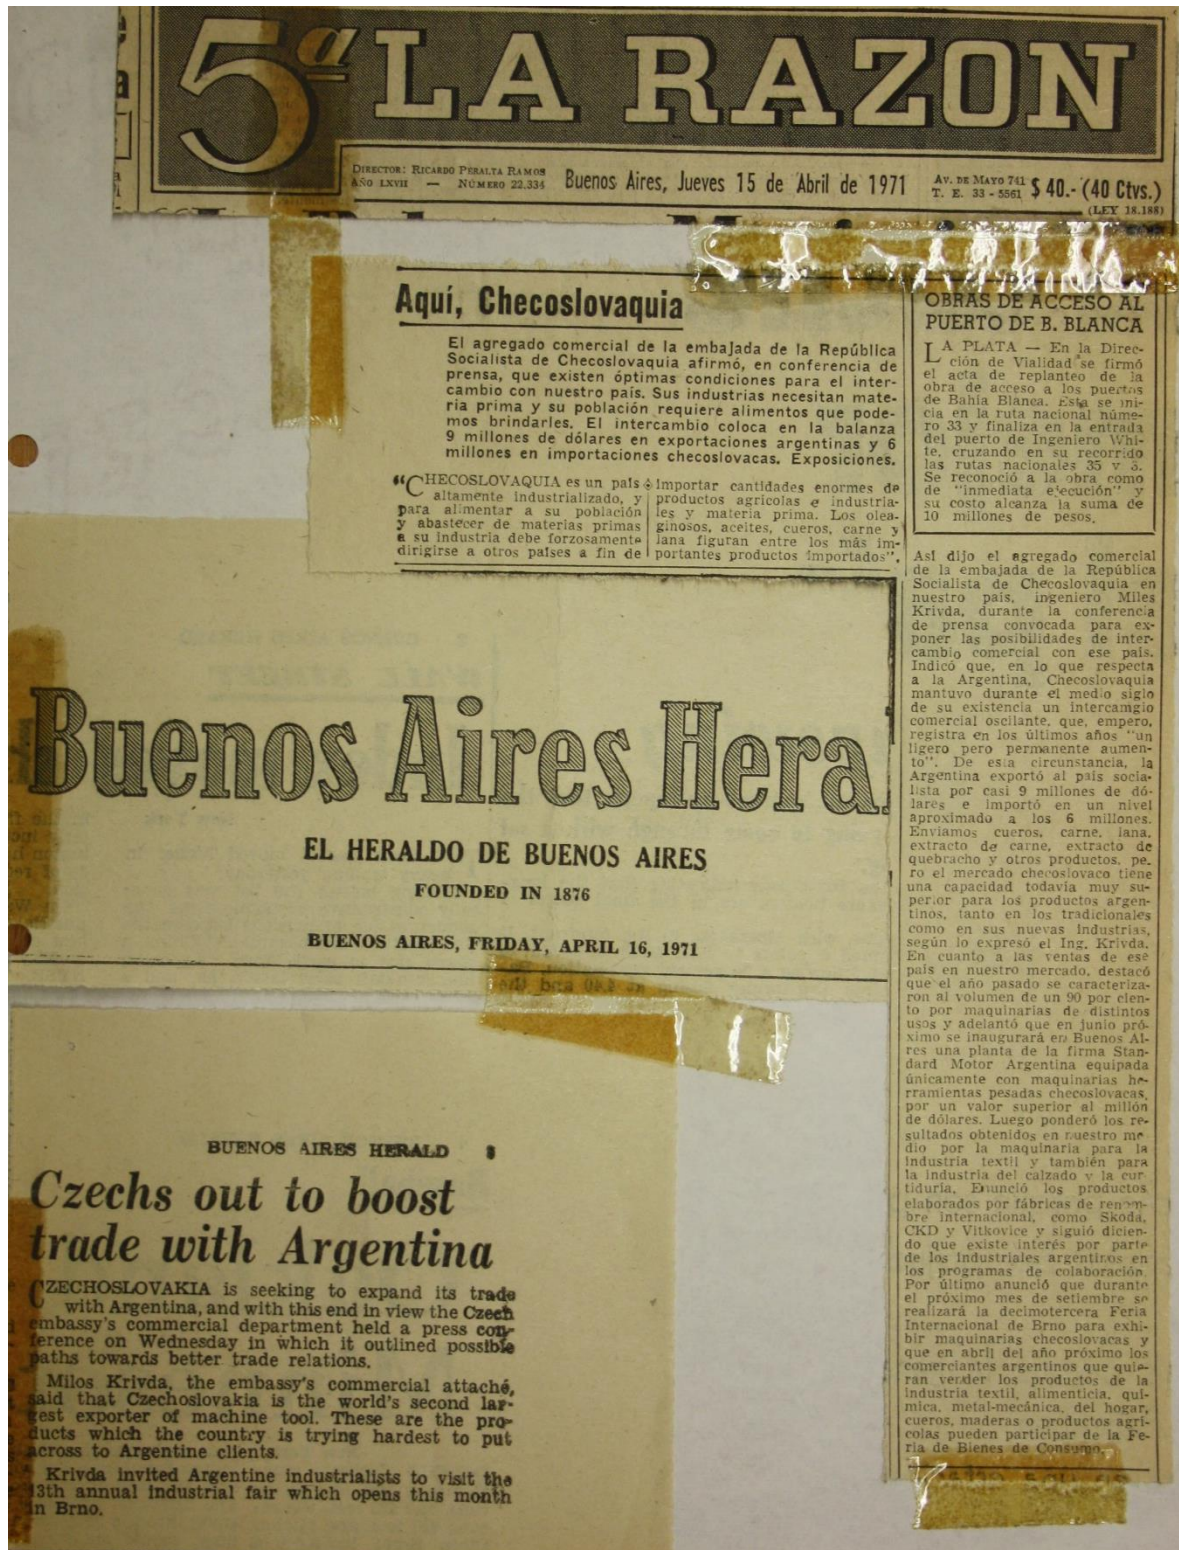 5ª LA RAZON
DIRECTOR: RICARDO PERALTA RAMOS
AÑO LXVII — NÚMERO 22.334
Buenos Aires, Jueves 15 de Abril de 1971
AV. DE MAYO 741
T. E. 33 - 5561
$ 40.- (40 Ctvs.)
(LEY 18.188)
Aquí, Checoslovaquia
El agregado comercial de la embajada de la República
Socialista de Checoslovaquia afirmó, en conferencia de
prensa, que existen óptimas condiciones para el inter-
cambio con nuestro país. Sus industrias necesitan mate-
ria prima y su población requiere alimentos que pode-
mos brindarles. El intercambio coloca en la balanza
9 millones de dólares en exportaciones argentinas y 6
millones en importaciones checoslovacas. Exposiciones.
“CHECOSLOVAQUIA es un país
altamente industrializado, y
para alimentar a su población
y abastecer de materias primas
a su industria debe forzosamente
dirigirse a otros países a fin de
importar cantidades enormes de
productos agrícolas e industria-
les y materia prima. Los olea-
ginosos, aceites, cueros, carne y
lana figuran entre los más im-
portantes productos importados”.
OBRAS DE ACCESO AL
PUERTO DE B. BLANCA
LA PLATA — En la Direc-
ción de Vialidad se firmó
el acta de replanteo de la
obra de acceso a los puertos
de Bahía Blanca. Esta se ini-
cia en la ruta nacional núme-
ro 33 y finaliza en la entrada
del puerto de Ingeniero Whi-
te, cruzando en su recorrido
las rutas nacionales 35 y 3.
Se reconoció a la obra como
de “inmediata ejecución” y
su costo alcanza la suma de
10 millones de pesos.
Así dijo el agregado comercial
de la embajada de la República
Socialista de Checoslovaquia en
nuestro país, ingeniero Miles
Krivda, durante la conferencia
de prensa convocada para ex-
poner las posibilidades de inter-
cambio comercial con ese país.
Indicó que, en lo que respecta
a la Argentina, Checoslovaquia
mantuvo durante el medio siglo
de su existencia un intercamgio
comercial oscilante, que, empero,
registra en los últimos años “un
ligero pero permanente aumen-
to”. De esta circunstancia, la
Argentina exportó al país socia-
lista por casi 9 millones de dó-
lares e importó en un nivel
aproximado a los 6 millones.
Enviamos cueros, carne, lana,
extracto de carne, extracto de
quebracho y otros productos, pe.
ro el mercado checoslovaco tiene
una capacidad todavía muy su-
perior para los productos argen-
tinos, tanto en los tradicionales
como en sus nuevas industrias,
según lo expresó el Ing. Krivda.
En cuanto a las ventas de ese
país en nuestro mercado, destacó
que el año pasado se caracteriza-
ron al volumen de un 90 por cien-
to por maquinarias de distintos
usos y adelantó que en junio pró-
ximo se inaugurará en Buenos Ai-
res una planta de la firma Stan-
dard Motor Argentina equipada
únicamente con maquinarias he-
rramientas pesadas checoslovacas,
por un valor superior al millón
de dólares. Luego ponderó los re-
sultados obtenidos en nuestro me-
dio por la maquinaria para la
industria textil y también para
la industria del calzado y la cur
tiduría, Enunció los productos
elaborados por fábricas de renom-
bre internacional, como Skoda,
CKD y Vitkovice y siguió dicien-
do que existe interés por parte
de los industriales argentinos en
los programas de colaboración.
Por último anunció que durante
el próximo mes de setiembre se
realizará la decimotercera Feria
Internacional de Brno para exhi-
bir maquinarias checoslovacas y
que en abril del año próximo los
comerciantes argentinos que quie-
ran vender los productos de la
industria textil, alimenticia, quí-
mica, metal-mecánica, del hogar,
cueros, maderas o productos agrí-
colas pueden participar de la Fe-
ria de Bienes de Consumo.
Buenos Aires Hera
EL HERALDO DE BUENOS AIRES
FOUNDED IN 1876
BUENOS AIRES, FRIDAY, APRIL 16, 1971
BUENOS AIRES HERALD
Czechs out to boost
trade with Argentina
CZECHOSLOVAKIA is seeking to expand its trade
with Argentina, and with this end in view the Czech
embassy's commercial department held a press con-
ference on Wednesday in which it outlined possible
paths towards better trade relations.
Milos Krivda, the embassy's commercial attaché,
said that Czechoslovakia is the world's second lar-
gest exporter of machine tool. These are the pro-
ducts which the country is trying hardest to put
across to Argentine clients.
Krivda invited Argentine industrialists to visit the
13th annual industrial fair which opens this month
in Brno.